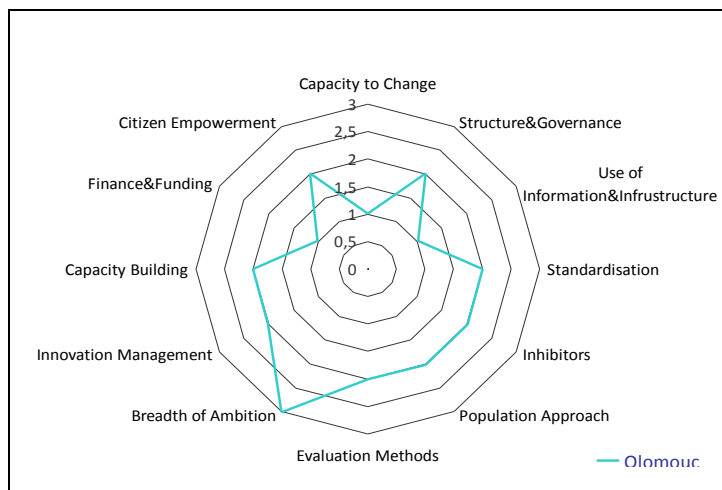 Capacity to Change
3
Citizen Empowerment
Structure&Governance
2,5
2
Finance&Funding
Use of
Information&Infrustructure
1,5
1
0,5
Capacity Building
0
Standardisation
Innovation Management
Inhibitors
Breadth of Ambition
Population Approach
Evaluation Methods
Olomouc